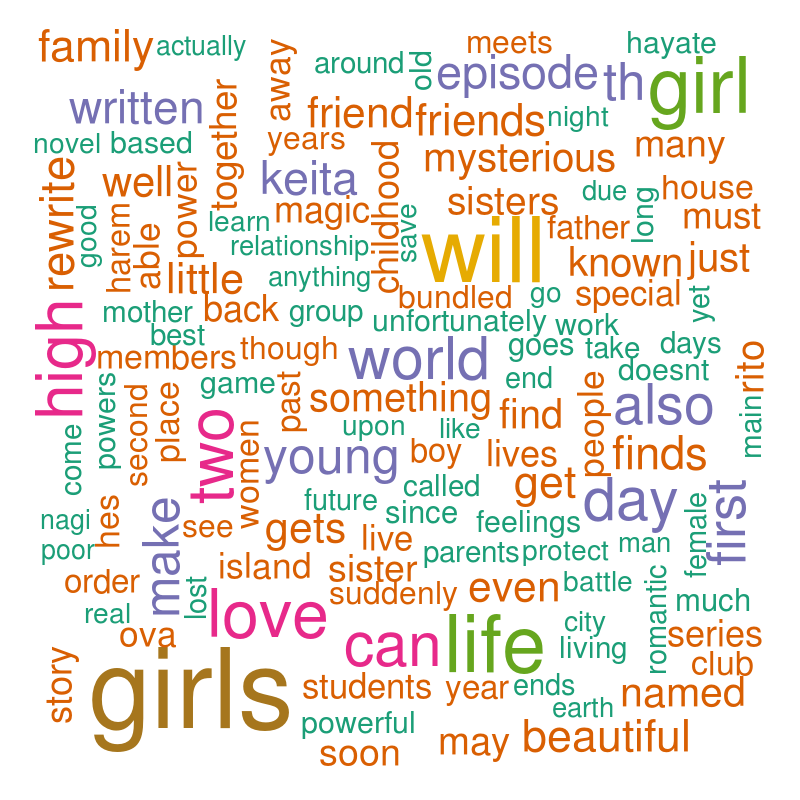 family
actually
away
around
old
meets
hayate
episode
th
girl
written
together
friend
friends
night
novel
based
years
mysterious
many
rewrite
well
power
keita
childhood
sisters
due
long
house
good
harem
able
learn
magic
save
will
father
must
relationship
known
just
little
anything
bundled
go
special
yet
high
mother
back
group
unfortunately
work
best
members
though
world
goes
take
days
rito
powers
second
place
game
past
something
end
doesnt
find
people
also
main
come
two
women
upon
like
young
boy
lives
finds
get
day
first
nagi
hes
make
see
future
called
since
feelings
female
poor
gets
live
parents
protect
man
order
lost
island
sister
suddenly
even
battle
romantic
much
real
ova
love
can
life
city
living
series
club
story
girls
students
year
ends
earth
named
powerful
soon
may
beautiful